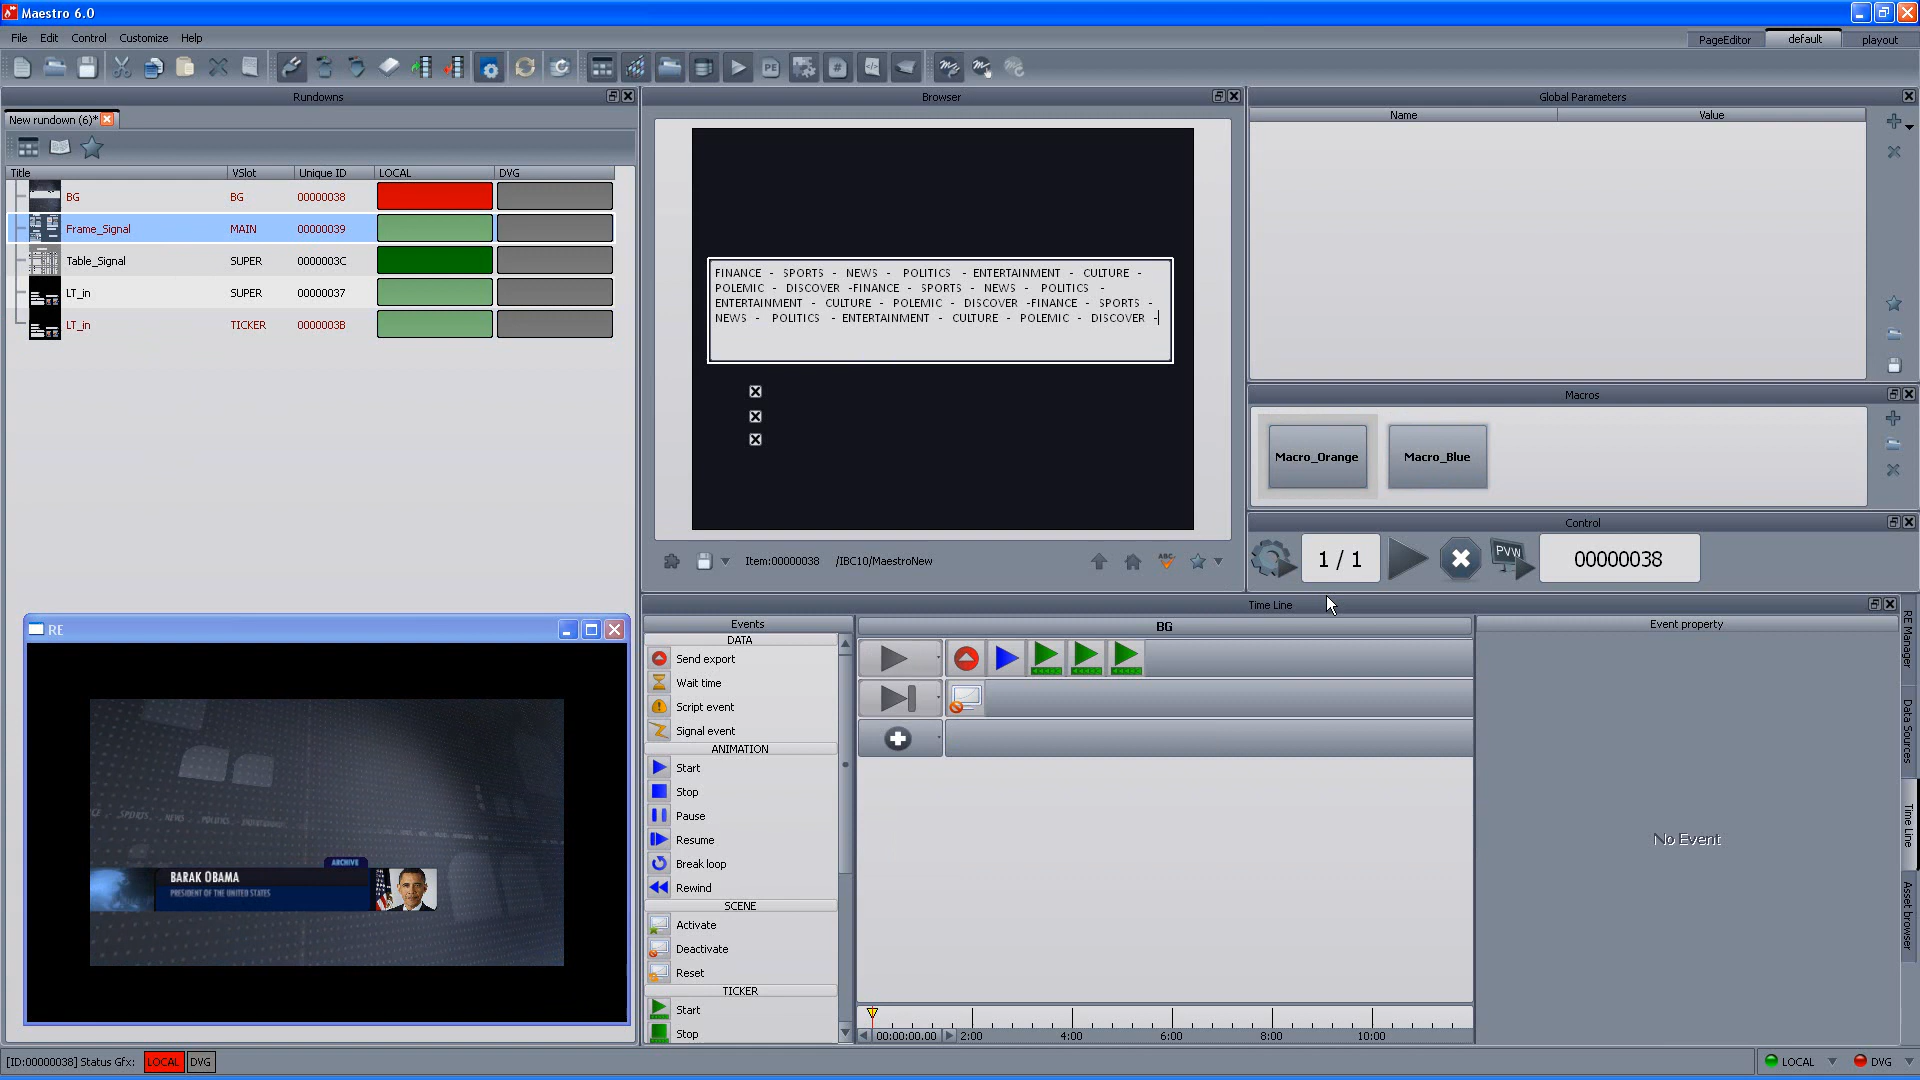 Maestro 6.0
File Edit Control Customize Help
PageEditor default playout
Rundowns
New rundown (6)*
Title VSlot Unique ID LOCAL DVG
BG BG 00000038
Frame_Signal MAIN 00000039
Table_Signal SUPER 0000003C
LT_in SUPER 00000037
LT_in TICKER 0000003B
RE
ARCHIVE
BARAK OBAMA
PRESIDENT OF THE UNITED STATES
Browser
FINANCE - SPORTS - NEWS - POLITICS - ENTERTAINMENT - CULTURE -
POLEMIC - DISCOVER -FINANCE - SPORTS - NEWS - POLITICS -
ENTERTAINMENT - CULTURE - POLEMIC - DISCOVER -FINANCE - SPORTS -
NEWS - POLITICS - ENTERTAINMENT - CULTURE - POLEMIC - DISCOVER -
Item:00000038 /IBC10/MaestroNew
Global Parameters
Name Value
Macros
Macro_Orange Macro_Blue
Control
1 / 1 PVW 00000038
Time Line
Events
DATA
Send export
Wait time
Script event
Signal event
ANIMATION
Start
Stop
Pause
Resume
Break loop
Rewind
SCENE
Activate
Deactivate
Reset
TICKER
Start
Stop
BG
00:00:00.00 2:00 4:00 6:00 8:00 10:00
Event property
No Event
RE Manager
Data Sources
Time Line
Asset browser
[ID:00000038] Status Gfx: LOCAL DVG
LOCAL DVG